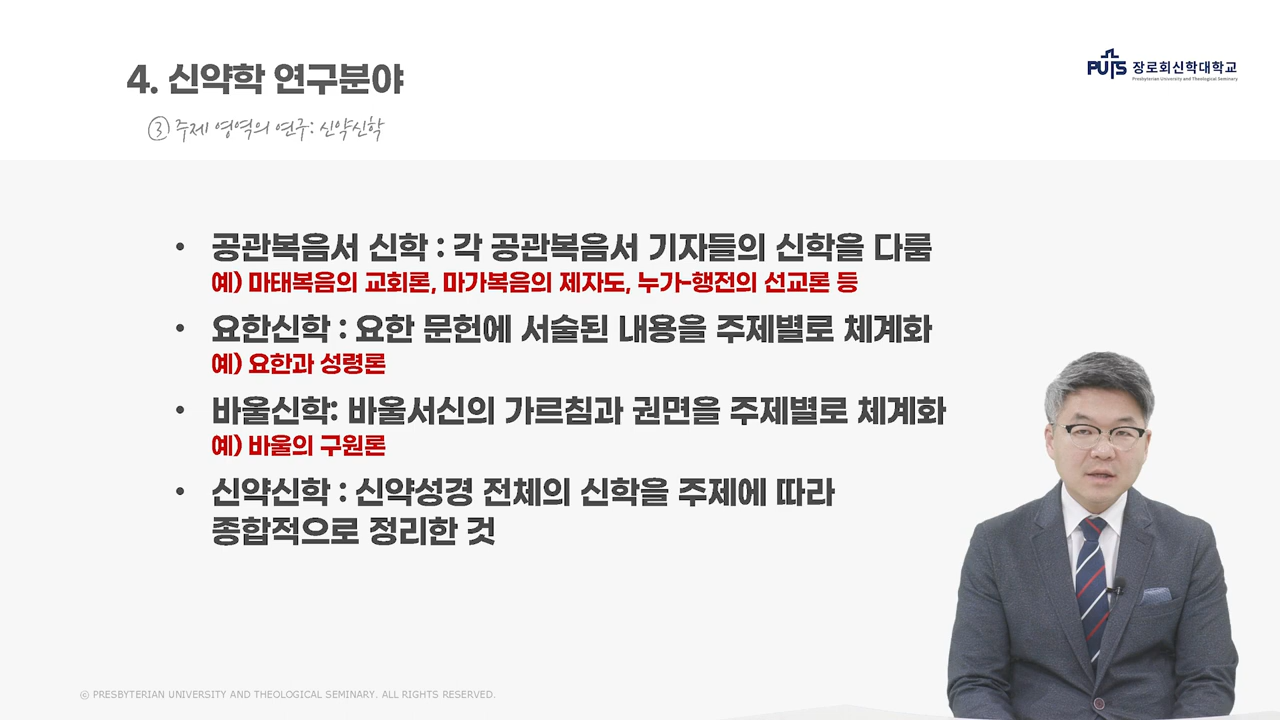 4. 신약학 연구분야
③ 주제 영역의 연구: 신약신학
PUTS 장로회신학대학교
Presbyterian University and Theological Seminary
• 공관복음서 신학 : 각 공관복음서 기자들의 신학을 다룸
예) 마태복음의 교회론, 마가복음의 제자도, 누가-행전의 선교론 등
• 요한신학 : 요한 문헌에 서술된 내용을 주제별로 체계화
예) 요한과 성령론
• 바울신학: 바울서신의 가르침과 권면을 주제별로 체계화
예) 바울의 구원론
• 신약신학 : 신약성경 전체의 신학을 주제에 따라
종합적으로 정리한 것
ⓒ PRESBYTERIAN UNIVERSITY AND THEOLOGICAL SEMINARY. ALL RIGHTS RESERVED.